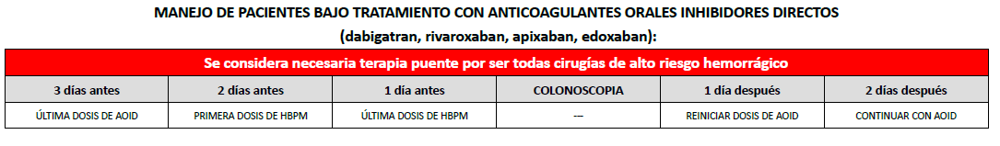 MANEJO DE PACIENTES BAJO TRATAMIENTO CON ANTICOAGULANTES ORALES INHIBIDORES DIRECTOS
(dabigatran, rivaroxaban, apixaban, edoxaban):
Se considera necesaria terapia puente por ser todas cirugías de alto riesgo hemorrágico
3 días antes 2 días antes 1 día antes COLONOSCOPIA 1 día después 2 días después
ÚLTIMA DOSIS DE AOID PRIMERA DOSIS DE HBPM ÚLTIMA DOSIS DE HBPM --- REINICIAR DOSIS DE AOID CONTINUAR CON AOID